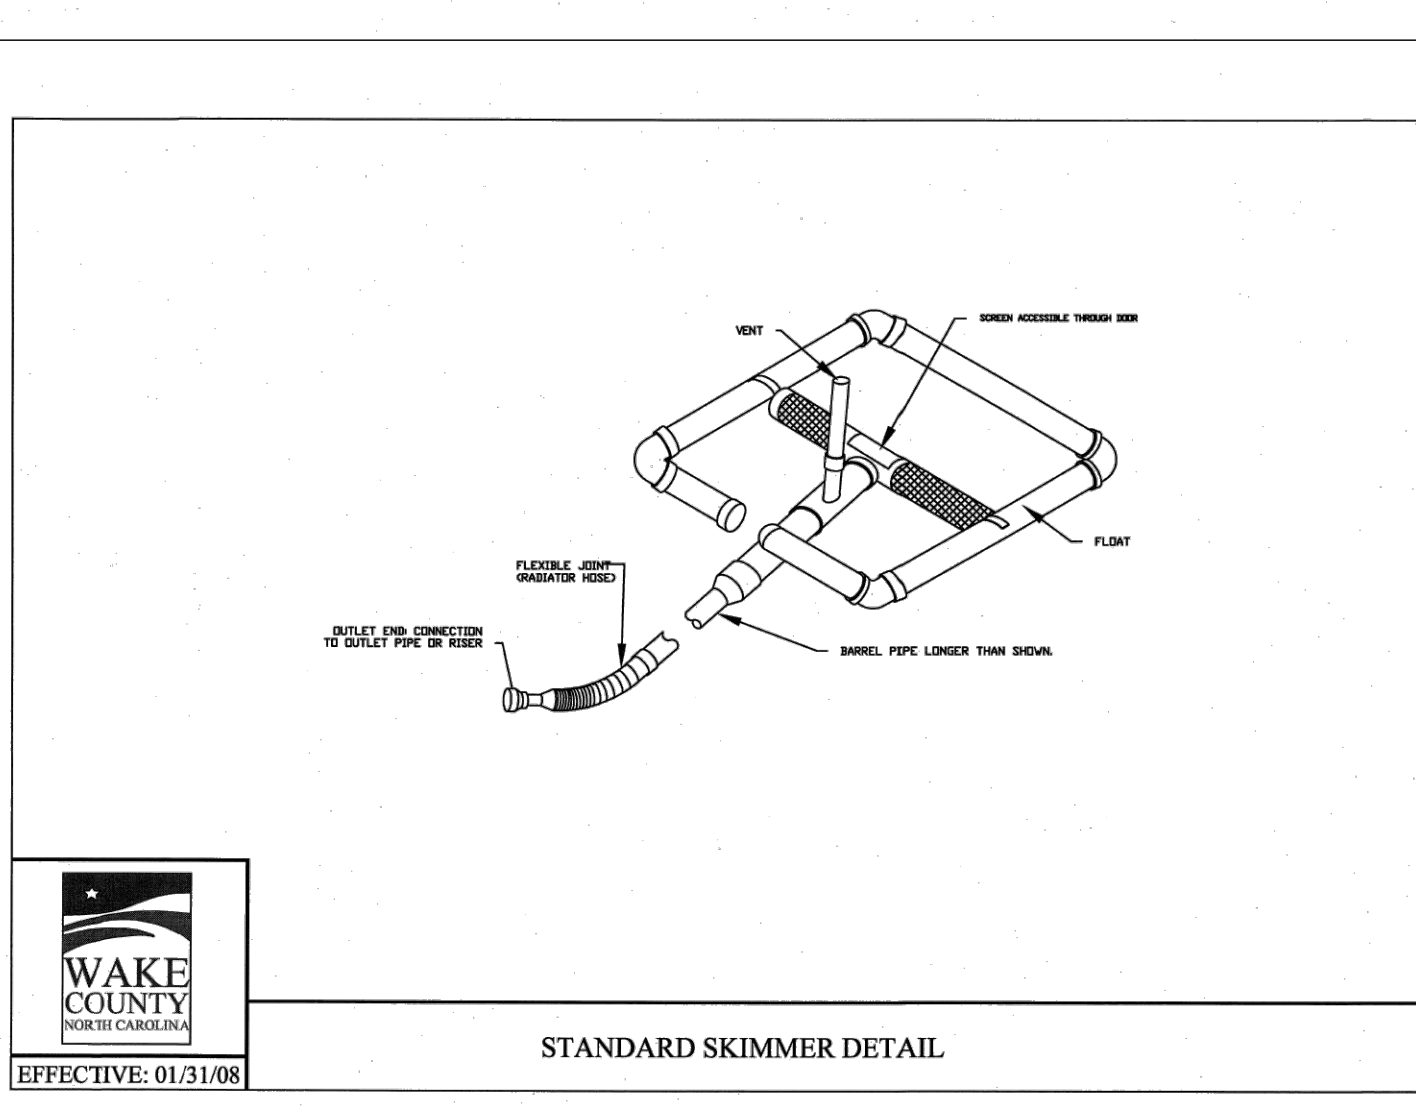 SCREEN ACCESSIBLE THROUGH DOOR
VENT
FLOAT
FLEXIBLE JOINT
(RADIATOR HOSE)
OUTLET END: CONNECTION
TO OUTLET PIPE OR RISER
BARREL PIPE LONGER THAN SHOWN.
WAKE
COUNTY
NORTH CAROLINA
STANDARD SKIMMER DETAIL
EFFECTIVE: 01/31/08